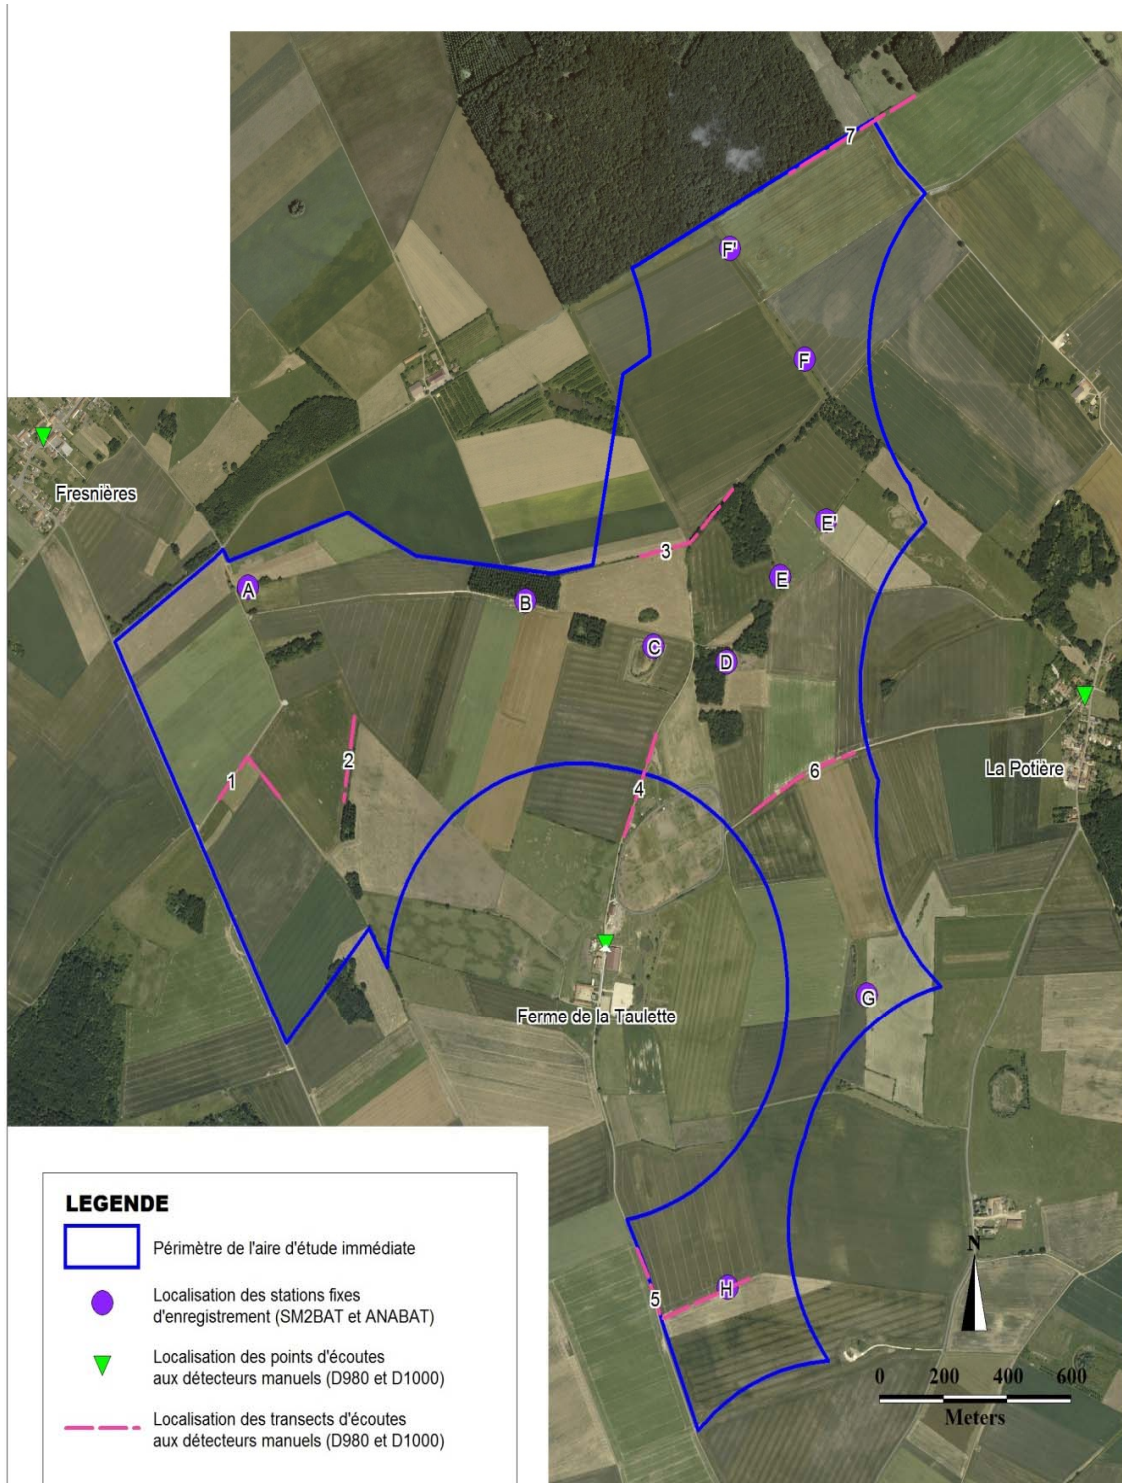 7
F'
F
Fresnières
E'
3
E
A
B
C
D
La Potière
2
1
6
4
G
Ferme de la Taulette
H
5
N
0 200 400 600
Meters
LEGENDE
Périmètre de l'aire d'étude immédiate
Localisation des stations fixes
d'enregistrement (SM2BAT et ANABAT)
Localisation des points d'écoutes
aux détecteurs manuels (D980 et D1000)
Localisation des transects d'écoutes
aux détecteurs manuels (D980 et D1000)